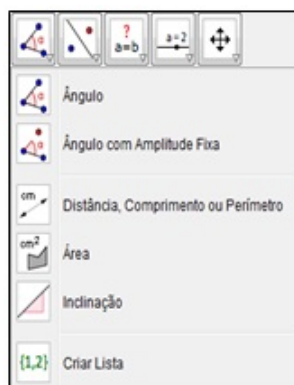 ?
a=b
a=2
α
Ângulo
α
Ângulo com Amplitude Fixa
cm
Distância, Comprimento ou Perímetro
cm²
Área
Inclinação
{1,2}
Criar Lista